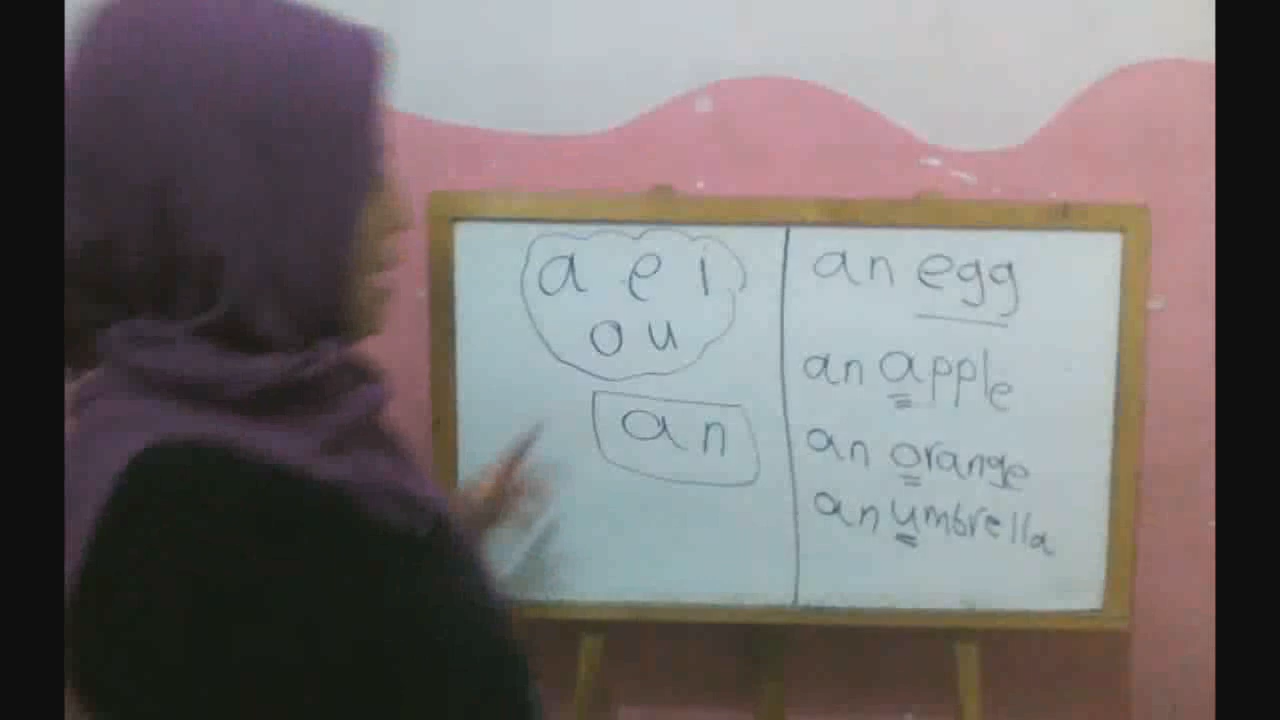 a e i
o u
an
an egg
an apple
an orange
an umbrella